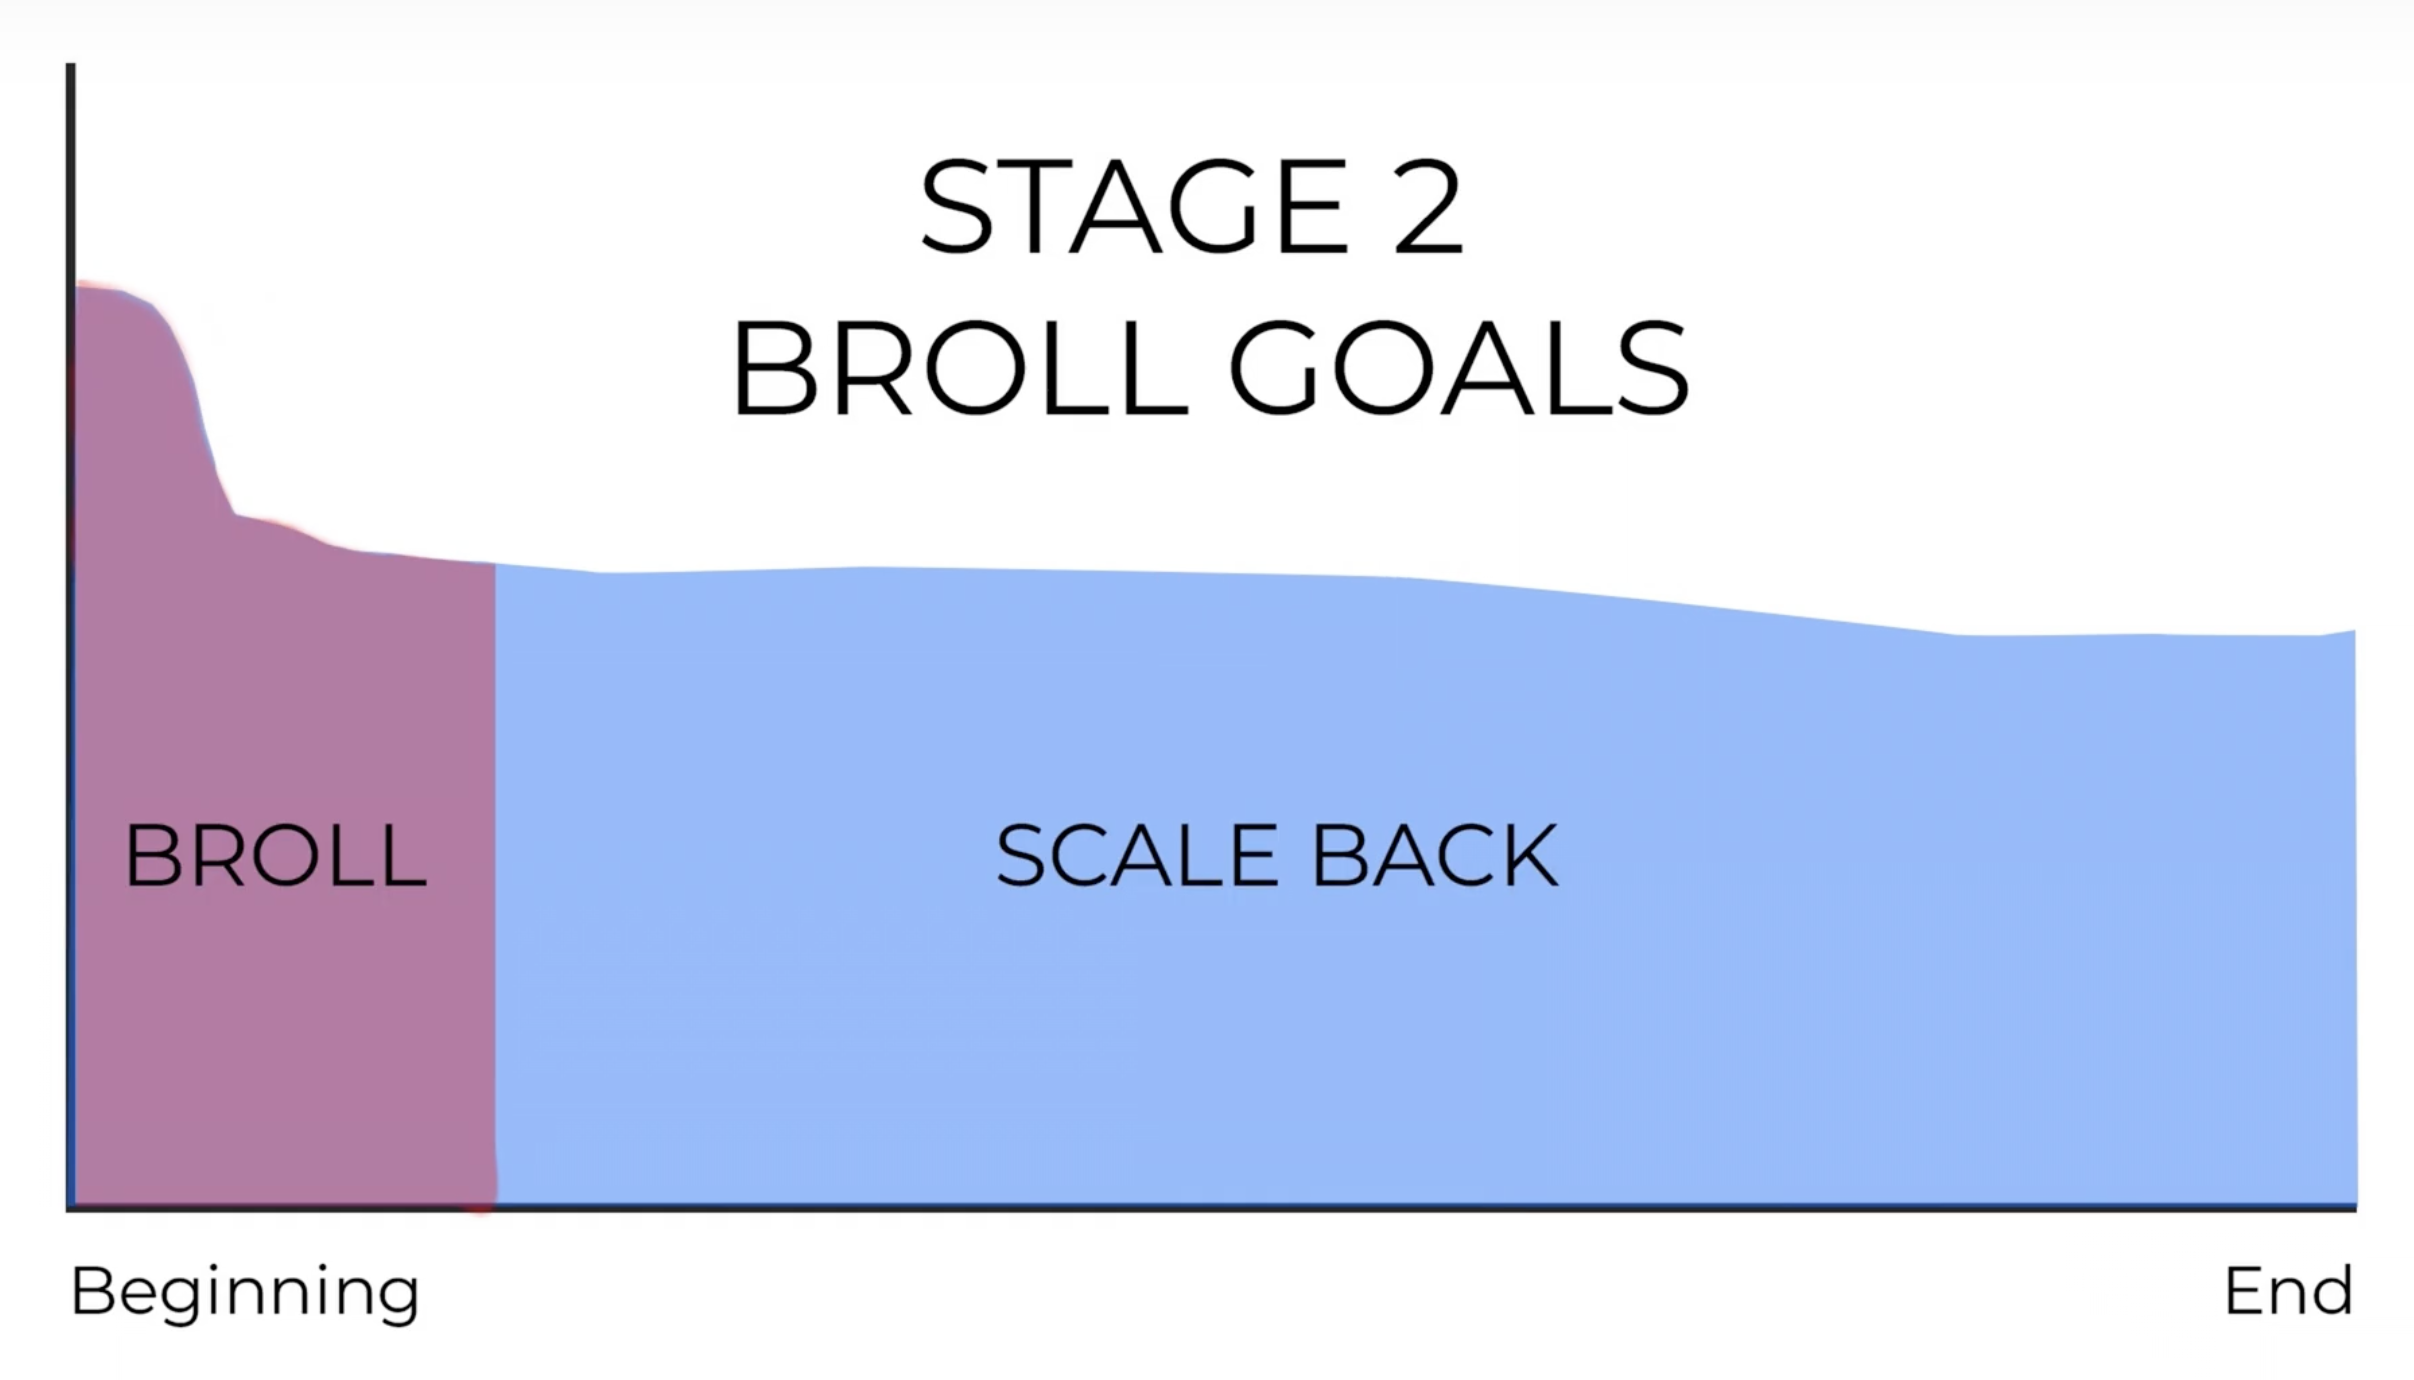 STAGE 2
BROLL GOALS
BROLL
SCALE BACK
Beginning
End